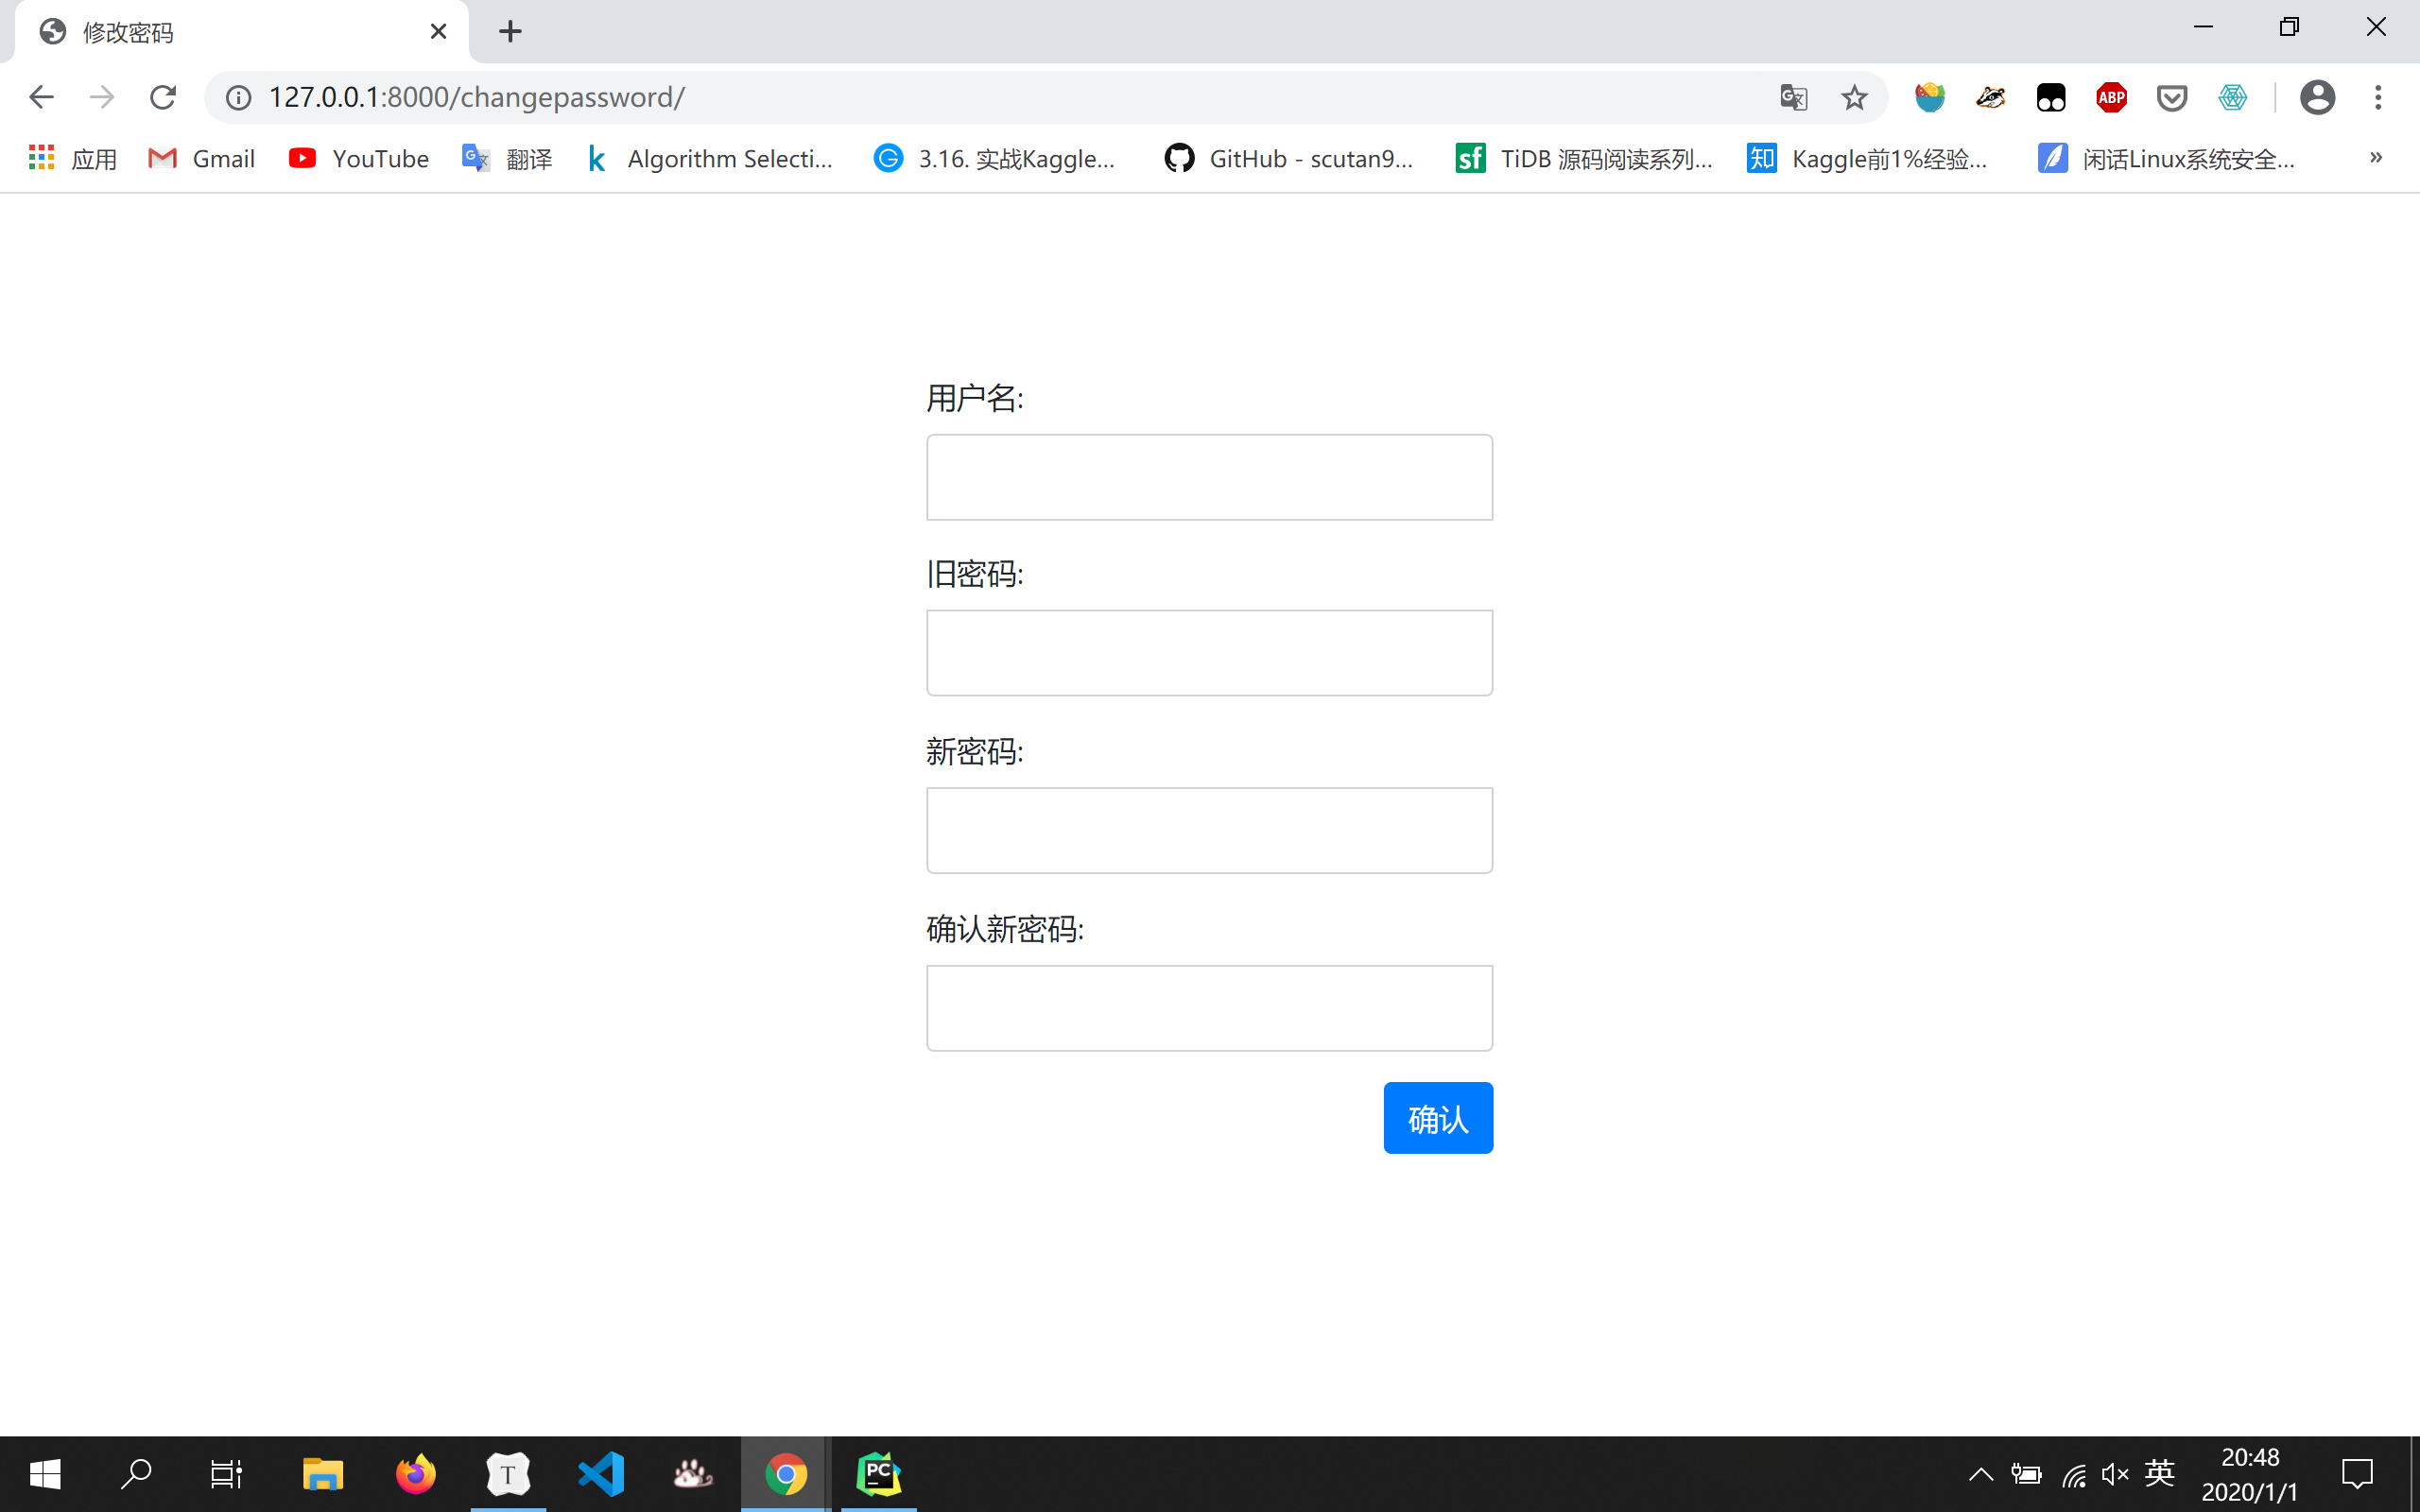 修改密码
127.0.0.1:8000/changepassword/
ABP
应用 Gmail YouTube 翻译 k Algorithm Selecti... 3.16. 实战Kaggle... GitHub - scutan9... sf TiDB 源码阅读系列... 知 Kaggle前1%经验... 闲话Linux系统安全... »
用户名:
旧密码:
新密码:
确认新密码:
确认
T
PC
英
20:48
2020/1/1